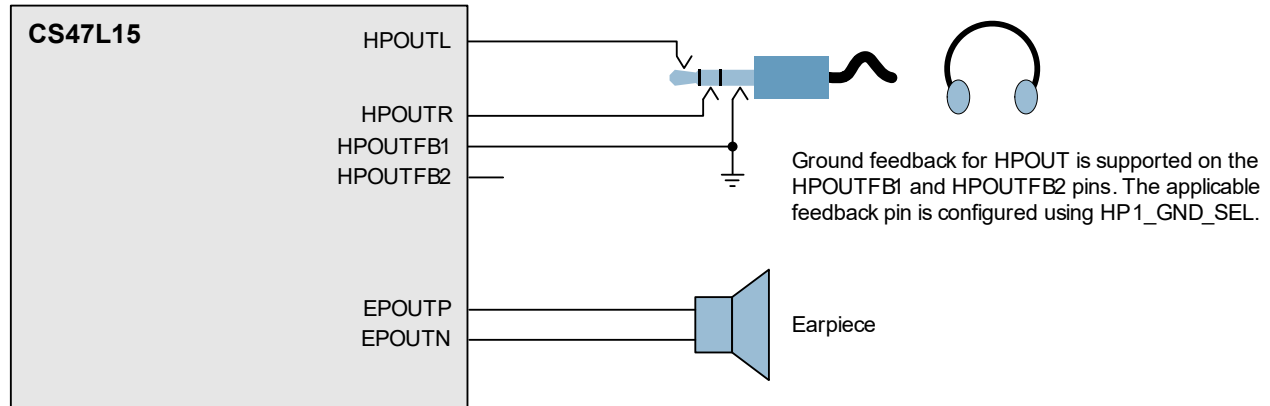 CS47L15
HPOUTL
HPOUTR
HPOUTFB1
HPOUTFB2
Ground feedback for HPOUT is supported on the
HPOUTFB1 and HPOUTFB2 pins. The applicable
feedback pin is configured using HP1_GND_SEL.
EPOUTP
EPOUTN
Earpiece